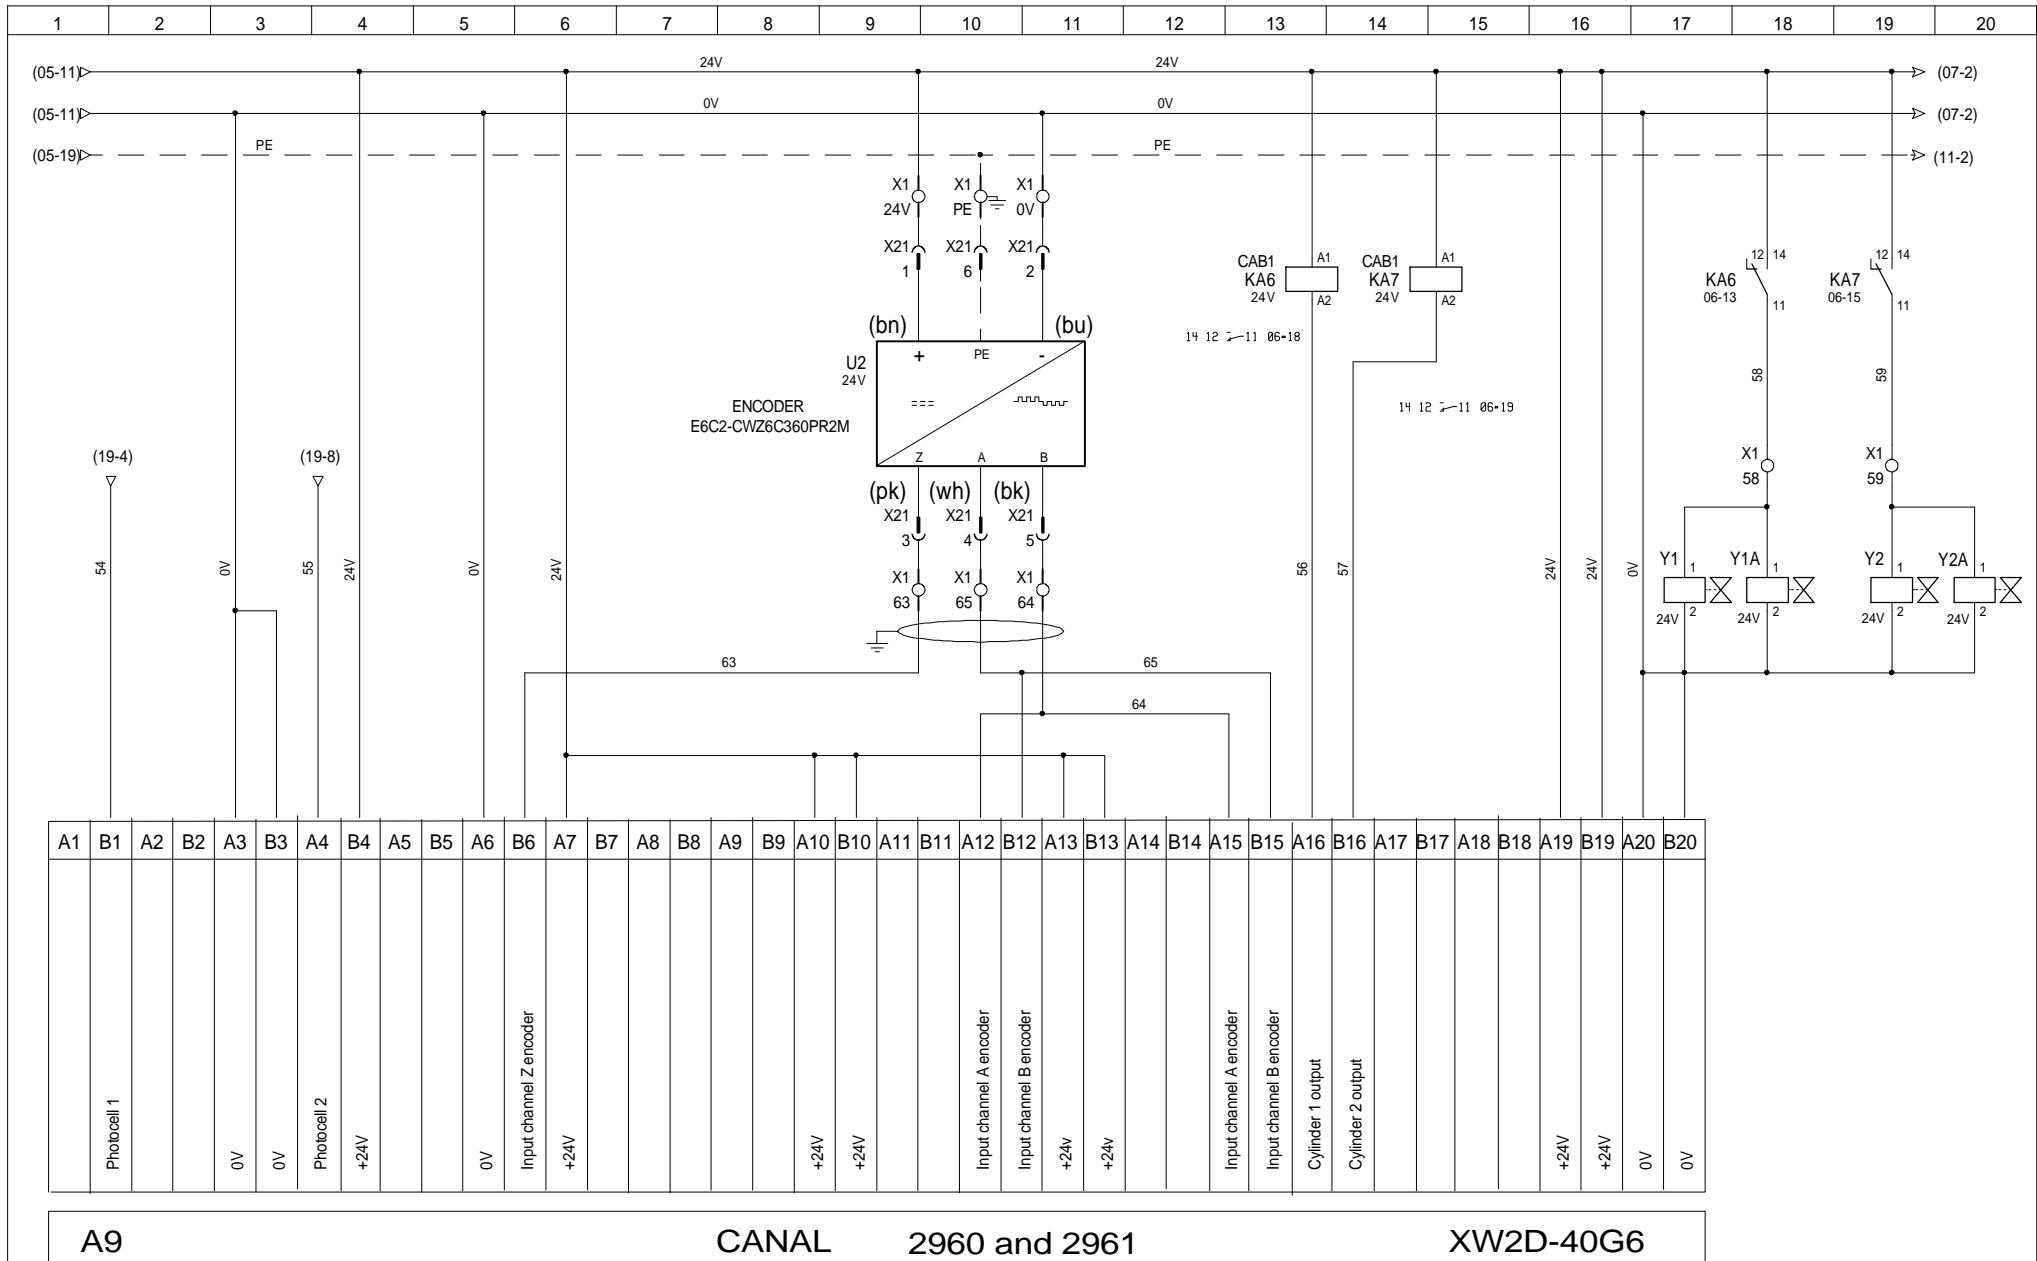 1 2 3 4 5 6 7 8 9 10 11 12 13 14 15 16 17 18 19 20
(05-11) 24V 24V (07-2)
(05-11) 0V 0V (07-2)
(05-19) PE PE (11-2)
X1 X1 X1
24V PE 0V
X21 X21 X21
1 6 2
CAB1 A1 CAB1 A1
KA6 KA7
24V A2 24V A2
12 14 12 14
KA6 KA7
06-13 06-15
11 11
14 12 11 06-18
(bn) (bu)
+ PE -
U2
24V
58 59
ENCODER
E6C2-CWZ6C360PR2M
14 12 11 06-19
Z A B
(19-4) (19-8)
X1 X1
58 59
(pk) (wh) (bk)
X21 X21 X21
3 4 5
54 0V 55 24V 0V 24V 56 57 24V 24V 0V
X1 X1 X1
63 65 64
Y1 1 Y1A 1 Y2 1 Y2A 1
24V 2 24V 2 24V 2 24V 2
63 65
64
A1 B1 A2 B2 A3 B3 A4 B4 A5 B5 A6 B6 A7 B7 A8 B8 A9 B9 A10 B10 A11 B11 A12 B12 A13 B13 A14 B14 A15 B15 A16 B16 A17 B17 A18 B18 A19 B19 A20 B20
Photocell 1
0V
0V
Photocell 2
+24V
0V
Input channel Z encoder
+24V
+24V
+24V
Input channel A encoder
Input channel B encoder
+24v
+24v
Input channel A encoder
Input channel B encoder
Cylinder 1 output
Cylinder 2 output
+24V
+24V
0V
0V
A9 CANAL 2960 and 2961 XW2D-40G6